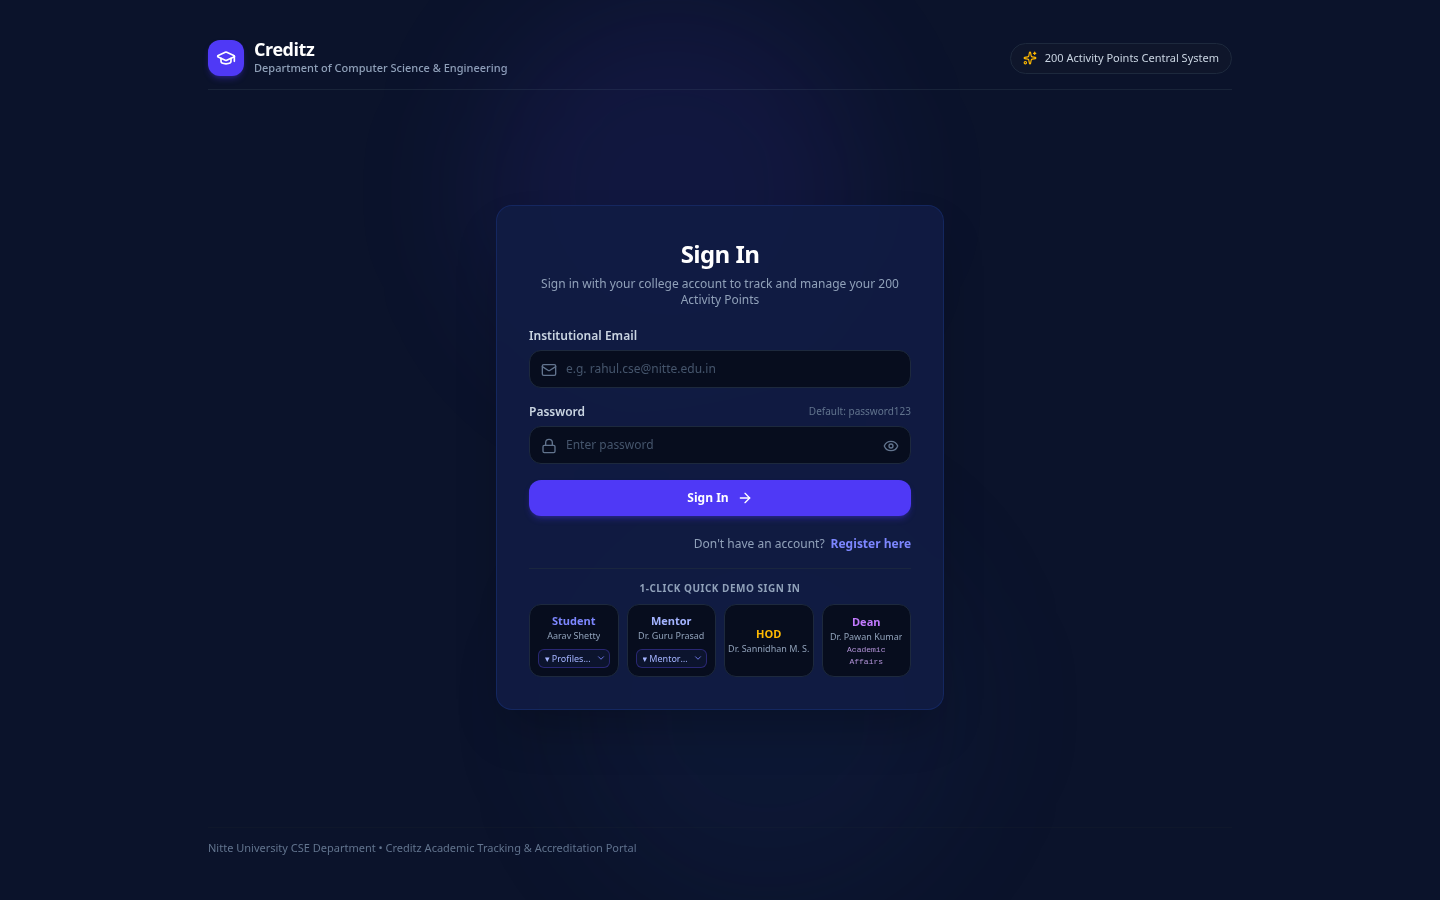 Creditz
Department of Computer Science & Engineering
200 Activity Points Central System
Sign In
Sign in with your college account to track and manage your 200
Activity Points
Institutional Email
e.g. rahul.cse@nitte.edu.in
Password
Default: password123
Enter password
Sign In
Don't have an account? Register here
1-CLICK QUICK DEMO SIGN IN
Student
Aarav Shetty
▾ Profiles...
Mentor
Dr. Guru Prasad
▾ Mentor...
HOD
Dr. Sannidhan M. S.
Dean
Dr. Pawan Kumar
Academic
Affairs
Nitte University CSE Department • Creditz Academic Tracking & Accreditation Portal